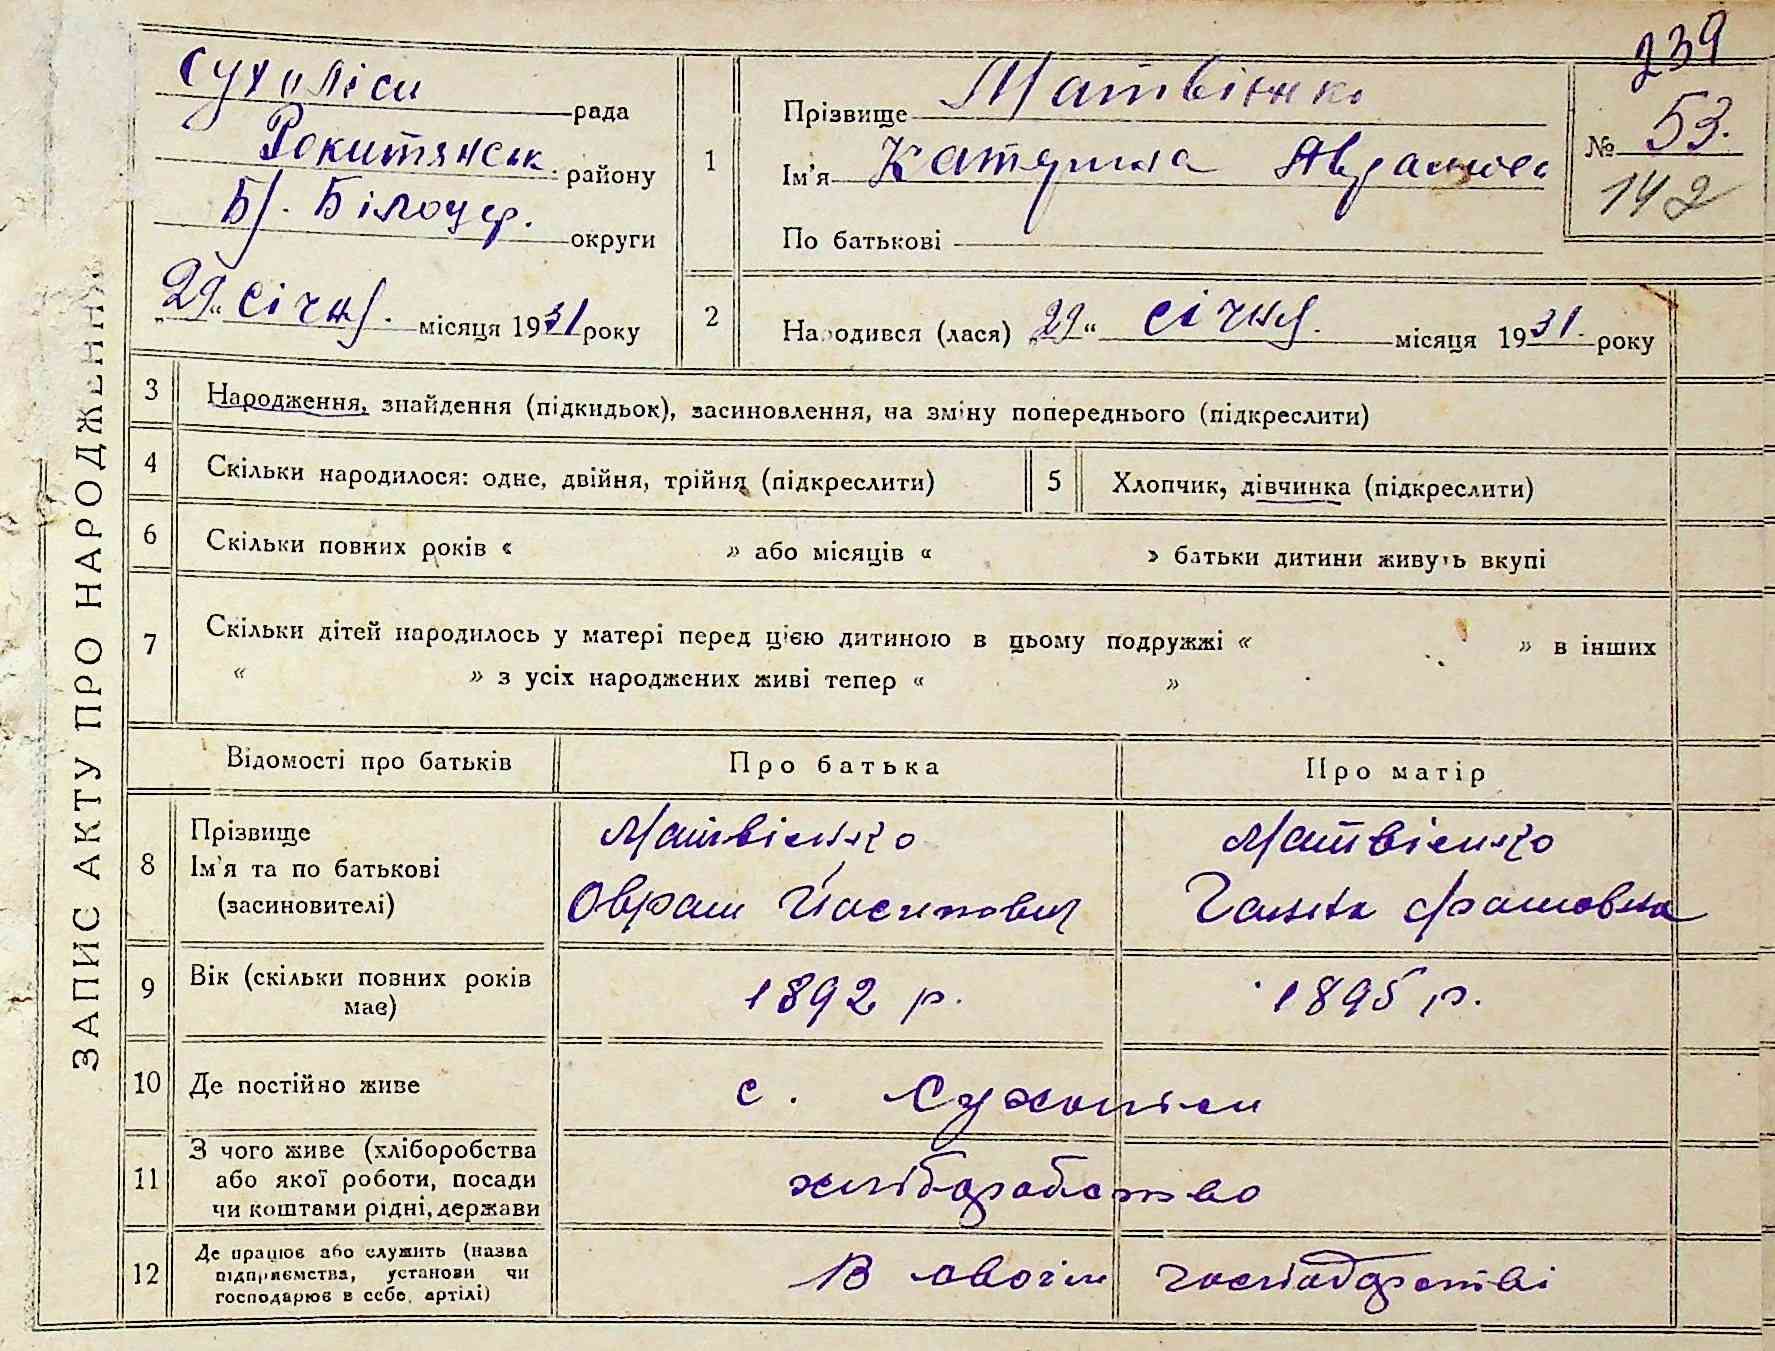 239
Сухоліси рада
Рокитянськ. району
Б/. Білоцер. округи
„29“ січня. місяця 1931 року
1
Прізвище Матвієнко
Ім'я Катерина Аврамов
По батькові
№ 53.
142
2
Народився (лася) „29“ січня. місяця 1931. року
ЗАПИС АКТУ ПРО НАРОДЖЕННЯ
3 Народження, знайдення (підкидьок), засиновлення, на зміну попереднього (підкреслити)
4 Скільки народилося: одне, двійня, трійня (підкреслити) 5 Хлопчик, дівчинка (підкреслити)
6 Скільки повних років « » або місяців « » батьки дитини живуть вкупі
7 Скільки дітей народилось у матері перед цією дитиною в цьому подружжі « » в інших
« » з усіх народжених живі тепер « »
Відомості про батьків Про батька Про матір
8 Прізвище Матвієнко Матвієнко
Ім'я та по батькові
(засиновителі) Оврам Йосипович Ганна
9 Вік (скільки повних років
має) 1892 р. 1895 р.
10 Де постійно живе с. Сухоліси
11 З чого живе (хліборобства
або якої роботи, посади
чи коштами рідні, держави хліборобство
12 Де працює або служить (назва
підприємства, установи чи
господарює в себе, артілі) В своїм господарстві